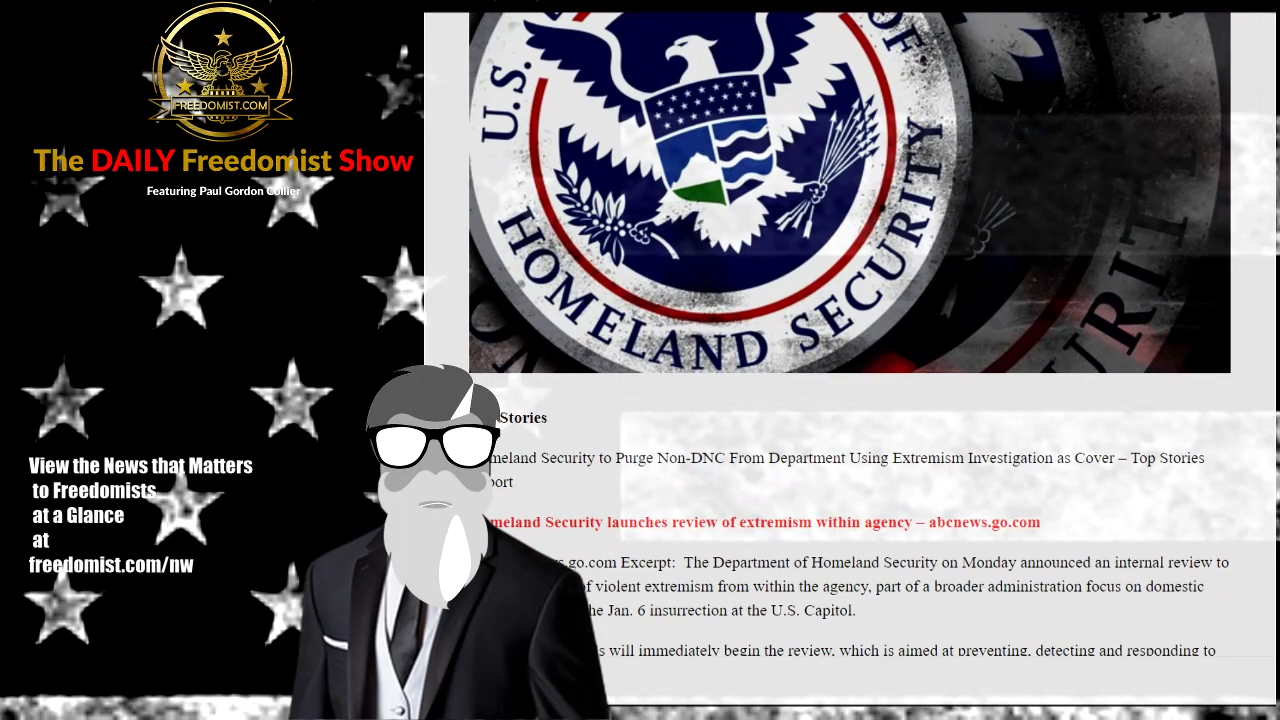 FREEDOMIST.COM
The DAILY Freedomist Show
Featuring Paul Gordon Collier
View the News that Matters
to Freedomists
at a Glance
at
freedomist.com/nw
U.S. OF
HOMELAND SECURITY
URIT
Stories
meland Security to Purge Non-DNC From Department Using Extremism Investigation as Cover – Top Stories
ort
meland Security launches review of extremism within agency – abcnews.go.com
go.com Excerpt: The Department of Homeland Security on Monday announced an internal review to
of violent extremism from within the agency, part of a broader administration focus on domestic
he Jan. 6 insurrection at the U.S. Capitol.
s will immediately begin the review, which is aimed at preventing, detecting and responding to